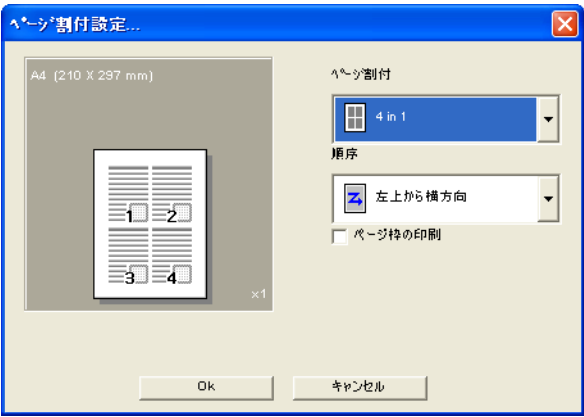 ﾍﾟｰｼﾞ割付設定...
A4 (210 X 297 mm)
1 2
3 4
x1
ﾍﾟｰｼﾞ割付
4 in 1
順序
左上から横方向
ページ枠の印刷
Ok
キャンセル